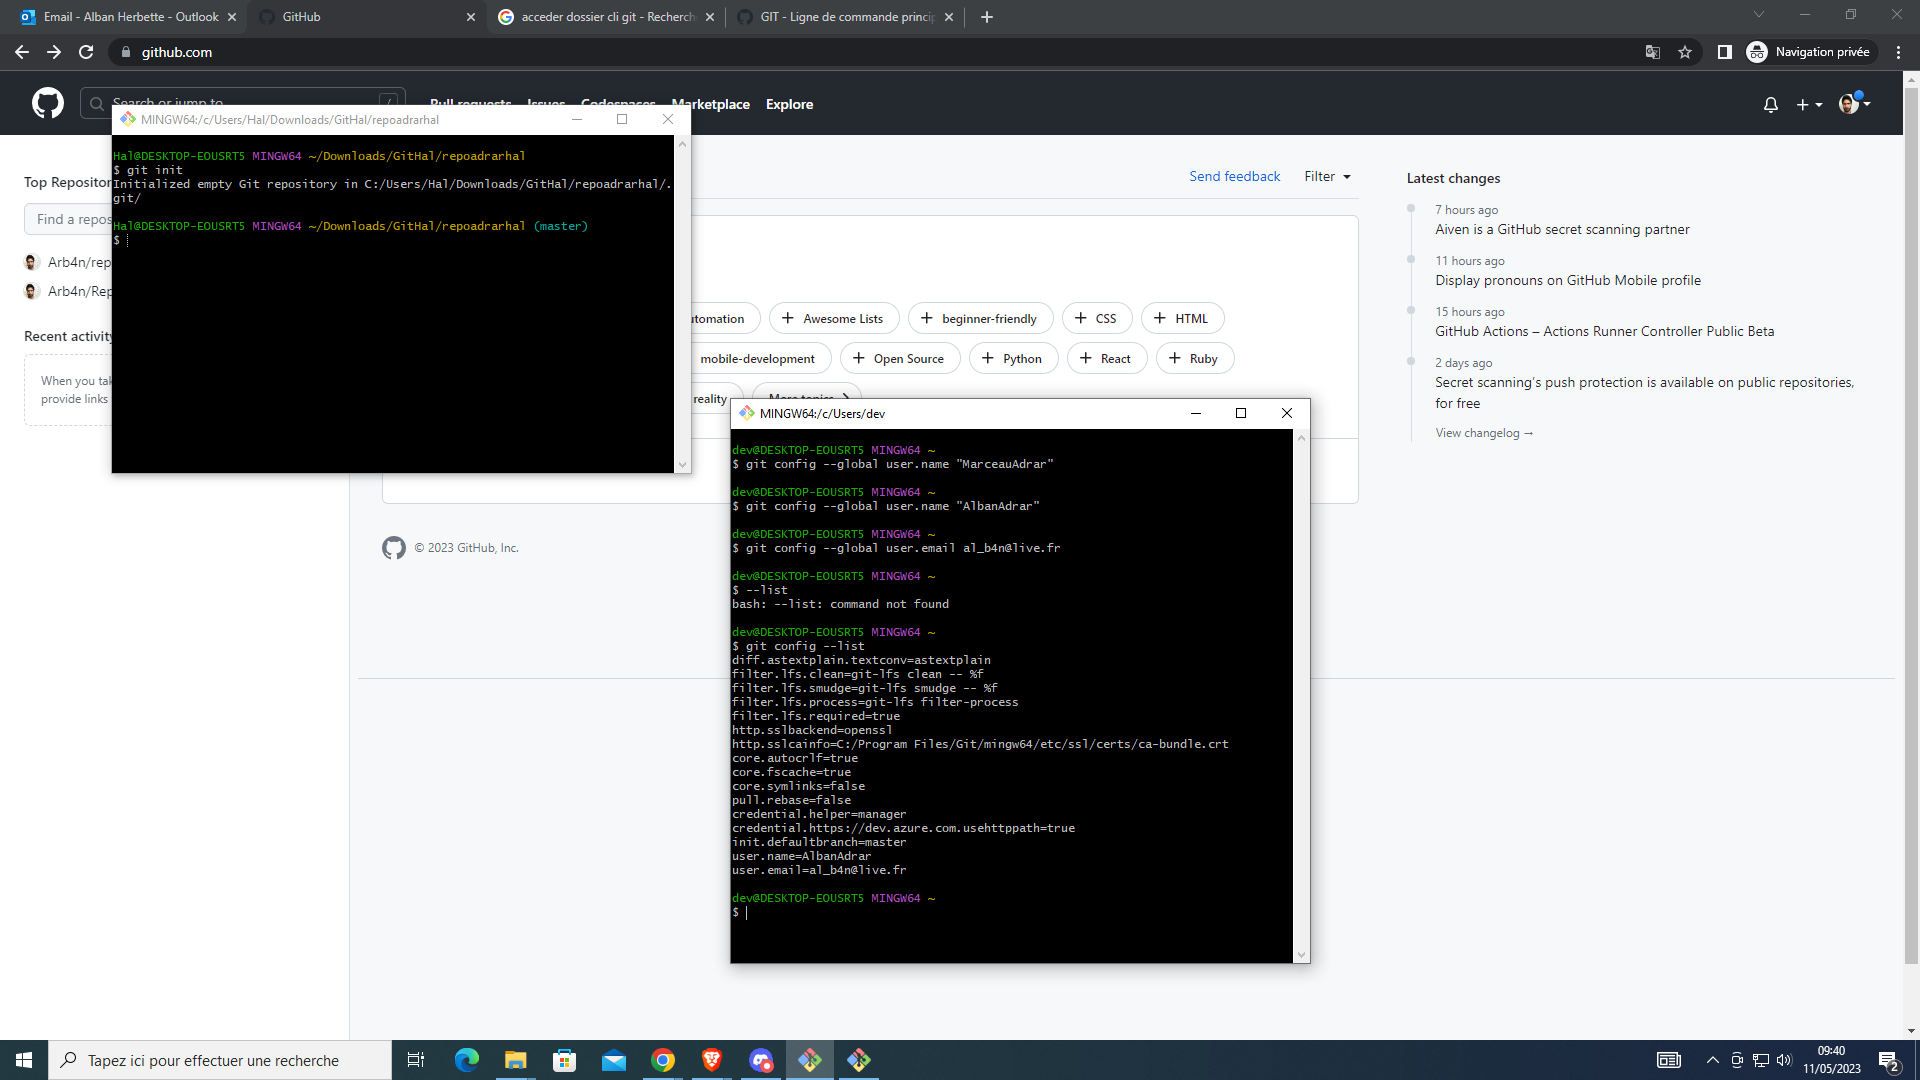 Email - Alban Herbette - Outlook
GitHub
acceder dossier cli git - Recherch
GIT - Ligne de commande princip
github.com
Navigation privée
Search or jump to
/
Pull requests
Issues
Codespaces
Marketplace
Explore
MINGW64:/c/Users/Hal/Downloads/GitHal/repoadrarhal
Hal@DESKTOP-EOUSRT5 MINGW64 ~/Downloads/GitHal/repoadrarhal
$ git init
Initialized empty Git repository in C:/Users/Hal/Downloads/GitHal/repoadrarhal/.
git/
Hal@DESKTOP-EOUSRT5 MINGW64 ~/Downloads/GitHal/repoadrarhal (master)
$
Top Repositor
Find a repos
Arb4n/rep
Arb4n/Rep
Recent activity
When you tak
provide links
Send feedback
Filter
utomation
Awesome Lists
beginner-friendly
CSS
HTML
mobile-development
Open Source
Python
React
Ruby
reality
More topics
© 2023 GitHub, Inc.
Latest changes
7 hours ago
Aiven is a GitHub secret scanning partner
11 hours ago
Display pronouns on GitHub Mobile profile
15 hours ago
GitHub Actions – Actions Runner Controller Public Beta
2 days ago
Secret scanning's push protection is available on public repositories,
for free
View changelog →
MINGW64:/c/Users/dev
dev@DESKTOP-EOUSRT5 MINGW64 ~
$ git config --global user.name "MarceauAdrar"
dev@DESKTOP-EOUSRT5 MINGW64 ~
$ git config --global user.name "AlbanAdrar"
dev@DESKTOP-EOUSRT5 MINGW64 ~
$ git config --global user.email al_b4n@live.fr
dev@DESKTOP-EOUSRT5 MINGW64 ~
$ --list
bash: --list: command not found
dev@DESKTOP-EOUSRT5 MINGW64 ~
$ git config --list
diff.astextplain.textconv=astextplain
filter.lfs.clean=git-lfs clean -- %f
filter.lfs.smudge=git-lfs smudge -- %f
filter.lfs.process=git-lfs filter-process
filter.lfs.required=true
http.sslbackend=openssl
http.sslcainfo=C:/Program Files/Git/mingw64/etc/ssl/certs/ca-bundle.crt
core.autocrlf=true
core.fscache=true
core.symlinks=false
pull.rebase=false
credential.helper=manager
credential.https://dev.azure.com.usehttppath=true
init.defaultbranch=master
user.name=AlbanAdrar
user.email=al_b4n@live.fr
dev@DESKTOP-EOUSRT5 MINGW64 ~
$
Tapez ici pour effectuer une recherche
09:40
11/05/2023
2